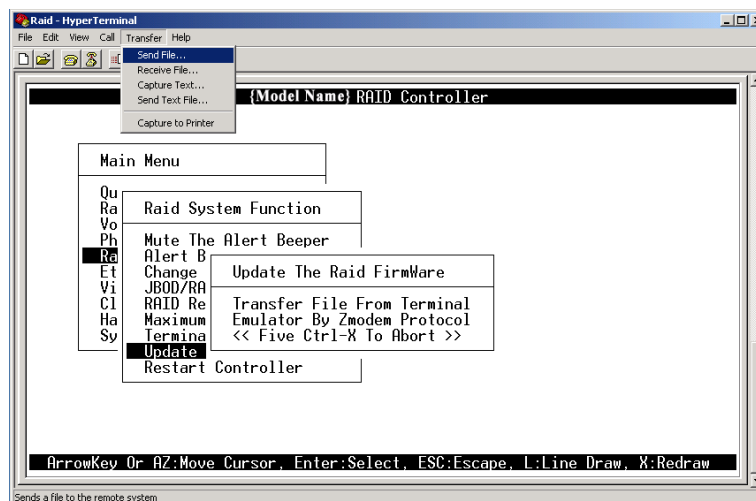 Raid - HyperTerminal
File Edit View Call Transfer Help
Send File...
Receive File...
Capture Text...
Send Text File...
Capture to Printer
{Model Name} RAID Controller
Main Menu
Qu
Ra
Vo
Ph
Ra
Et
Vi
Cl
Ha
Sy
Raid System Function
Mute The Alert Beeper
Alert B
Change
JBOD/RA
RAID Re
Maximum
Termina
Update
Restart Controller
Update The Raid FirmWare
Transfer File From Terminal
Emulator By Zmodem Protocol
<< Five Ctrl-X To Abort >>
ArrowKey Or AZ:Move Cursor, Enter:Select, ESC:Escape, L:Line Draw, X:Redraw
Sends a file to the remote system